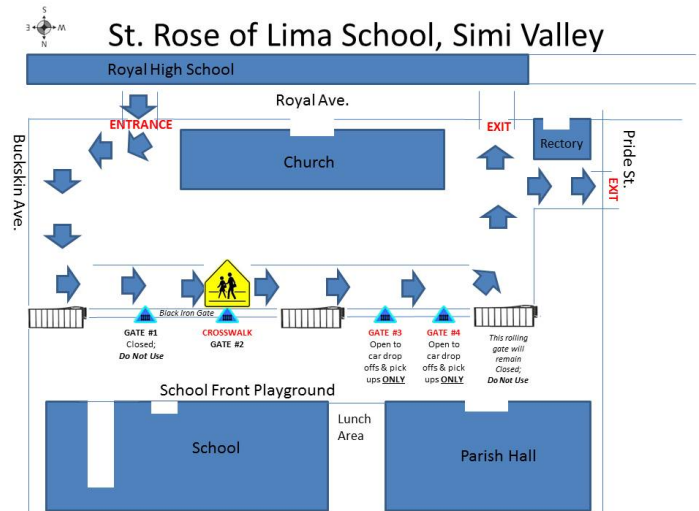 S
E W
N
St. Rose of Lima School, Simi Valley
Royal High School
Royal Ave.
ENTRANCE
EXIT
Church
Rectory
Buckskin Ave.
Pride St.
EXIT
Black Iron Gate
GATE #1
Closed;
Do Not Use
CROSSWALK
GATE #2
GATE #3
Open to
car drop
offs & pick
ups ONLY
GATE #4
Open to
car drop
offs & pick
ups ONLY
This rolling
gate will
remain
Closed;
Do Not Use
School Front Playground
Lunch
Area
School
Parish Hall